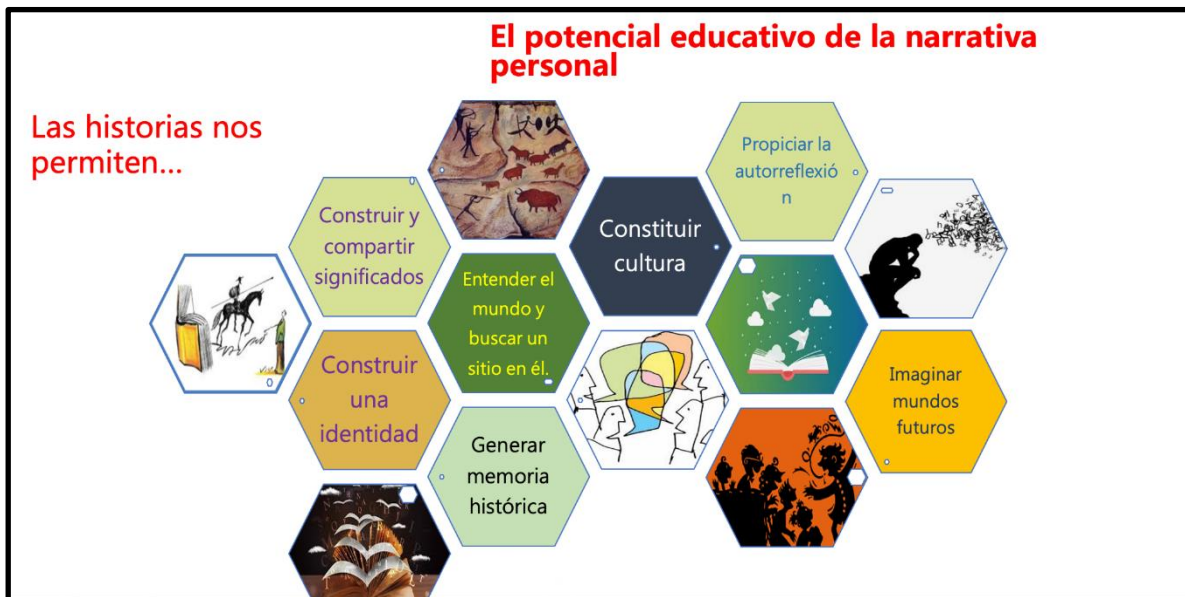 El potencial educativo de la narrativa
personal
Las historias nos
permiten...
Construir y
compartir
significados
Entender el
mundo y
buscar un
sitio en él.
Constituir
cultura
Propiciar la
autorreflexió
n
Construir
una
identidad
Generar
memoria
histórica
Imaginar
mundos
futuros